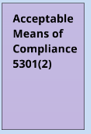 Acceptable
Means of
Compliance
5301(2)